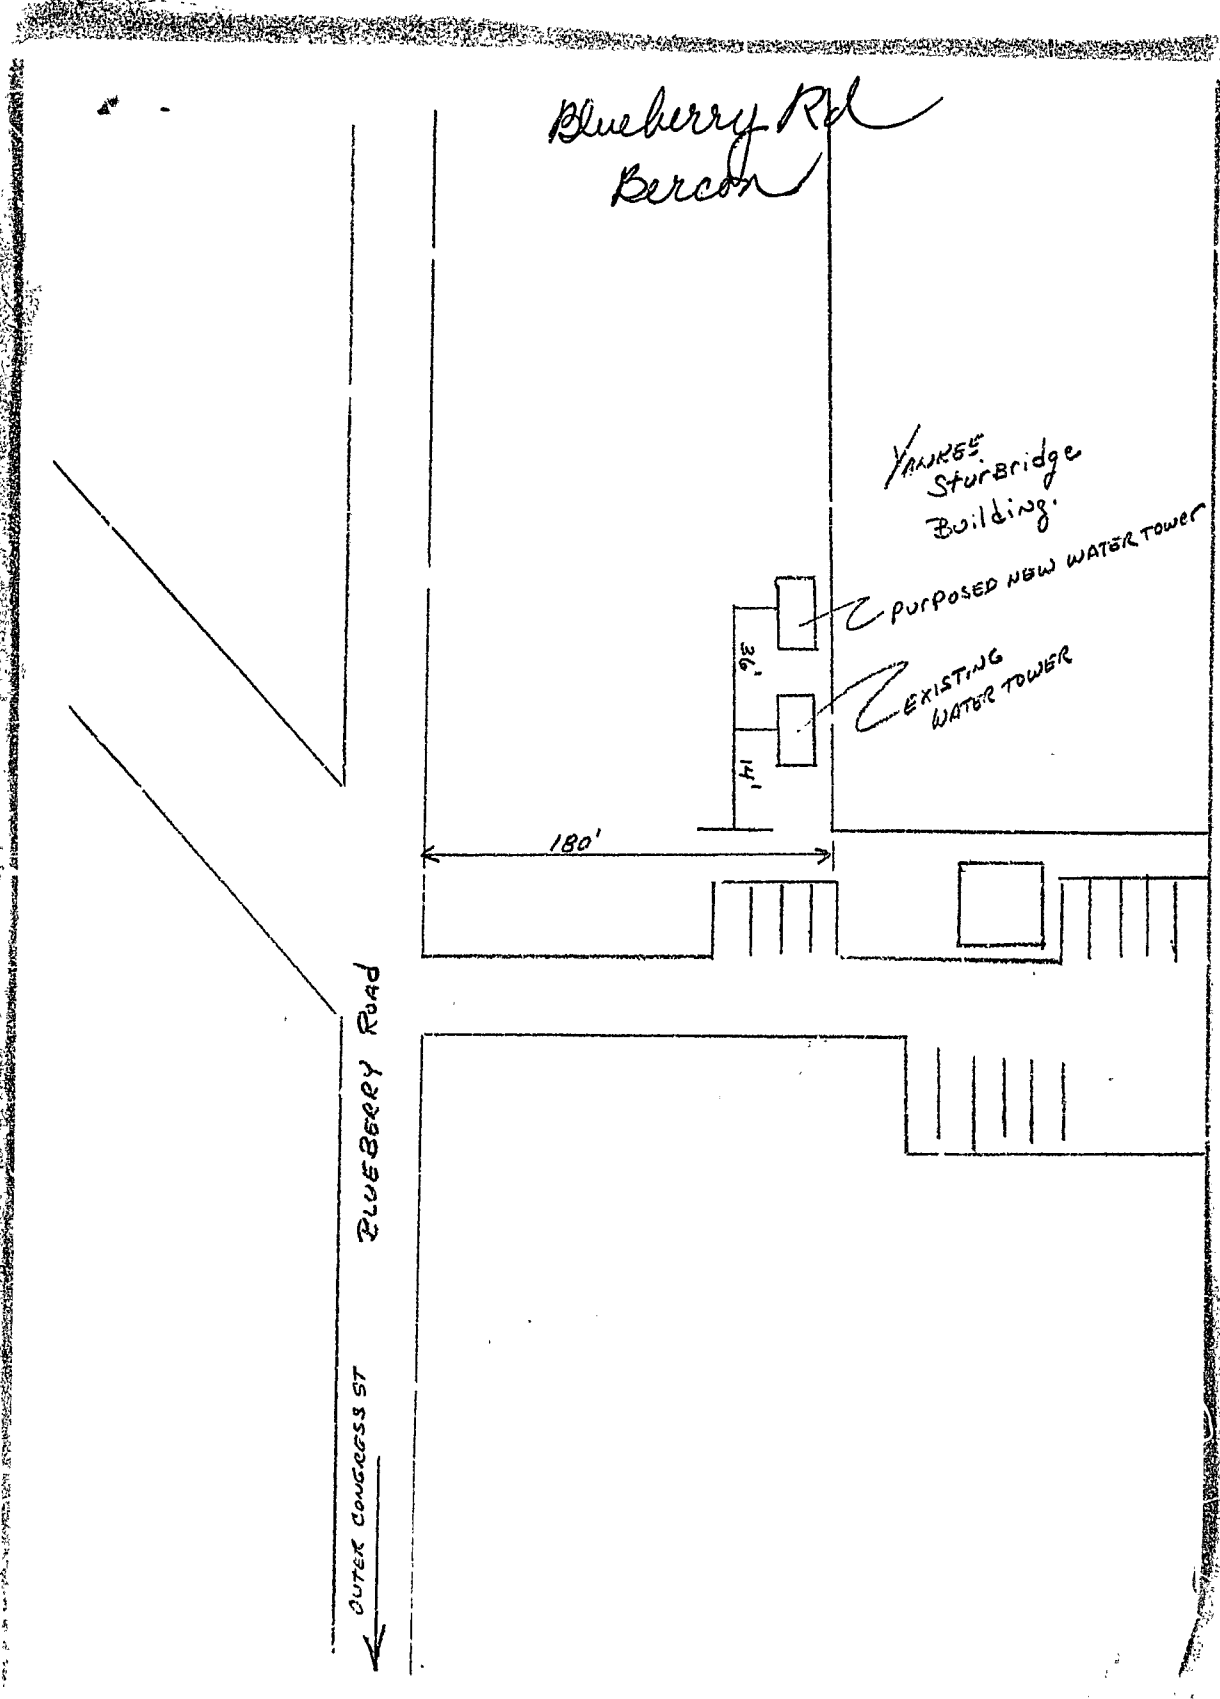 Blueberry Rd
Bercon
YANKEE
SturBridge
Building.
PUrPOSED NEW WATER TOWer
36'
EXISTING
WATER TOWER
14'
180'
BLUEBERRY ROAD
OUTER CONGRESS ST